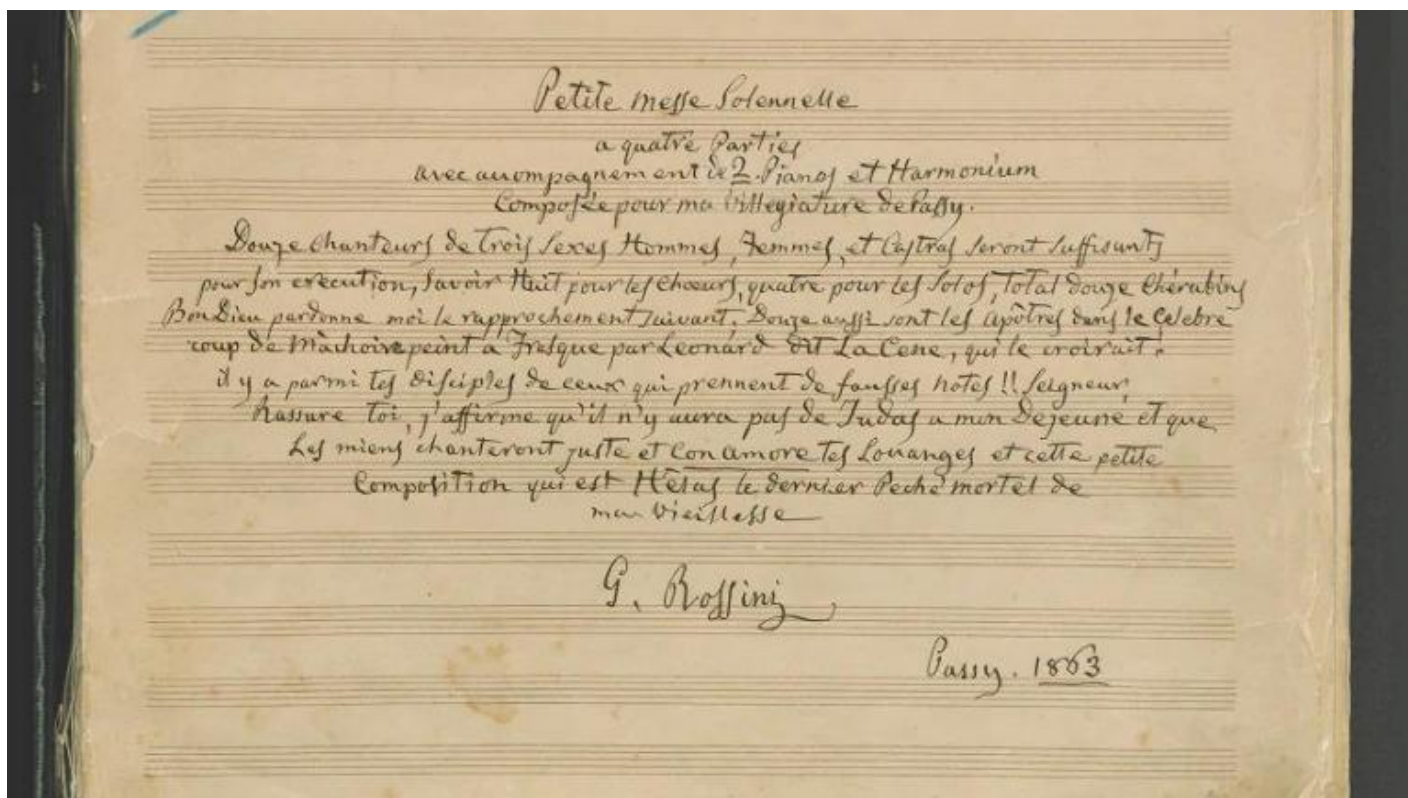 Petite messe Solennelle
a quatre Parties
avec accompagnement de 2 Pianos et Harmonium
Composée pour ma villegiature de Passy.
Douze Chanteurs de trois Sexes Hommes, Femmes, et Castras seront suffisants
pour son execution, Savoir Huit pour les Choeurs, quatre pour les Solos, total douze Chérubins
Bon Dieu pardonne moi le rapprochement suivant, Douze aussi sont les Apôtres dans le Celebre
coup de Mâchoire peint a Fresque par Leonard dit La Cene, qui le croirait!
il y a parmi tes disciples de ceux qui prennent de fausses notes!! Seigneur,
Rassure toi, j'affirme qu'il n'y aura pas de Judas a mon Dejeuné et que
Les miens chanteront juste et Con amore tes Louanges et cette petite
Composition qui est Hélas le dernier Peché mortel de
ma Vieillesse
G. Rossini
Passy. 1863